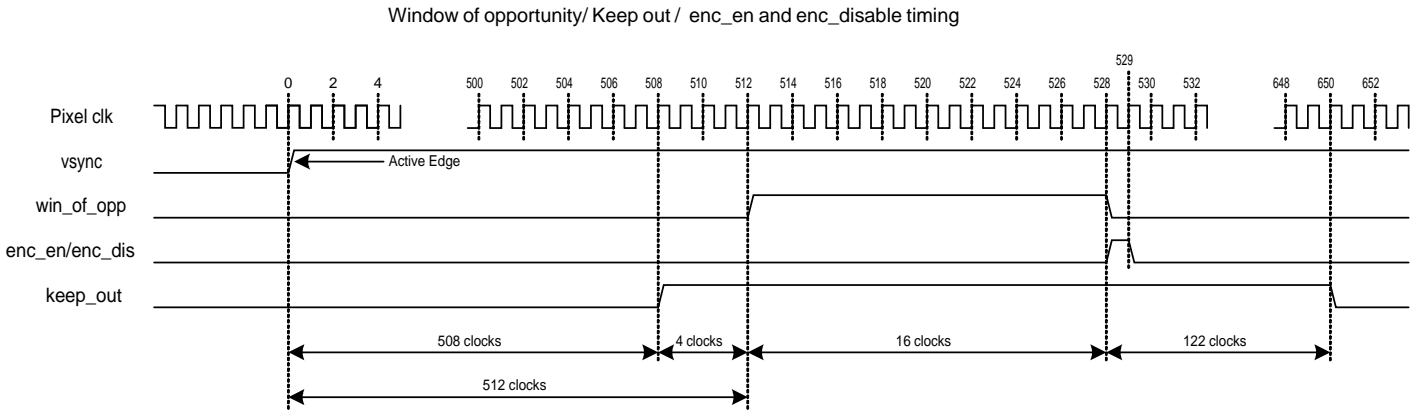 Window of opportunity/ Keep out / enc_en and enc_disable timing
529
0 2 4 500 502 504 506 508 510 512 514 516 518 520 522 524 526 528 530 532 648 650 652
Pixel clk
vsync Active Edge
win_of_opp
enc_en/enc_dis
keep_out
508 clocks 4 clocks 16 clocks 122 clocks
512 clocks